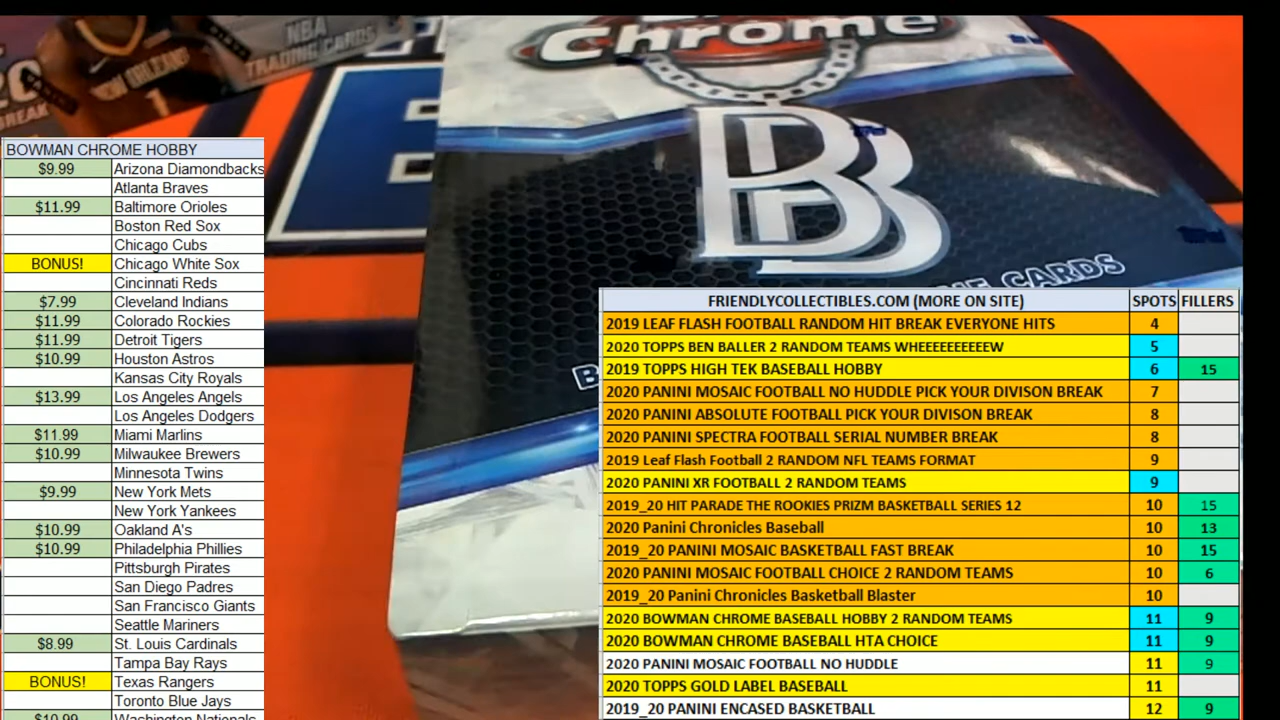 NBA
TRADING CARDS
NEW ORLEANS
1
BREAK
Chrome
BB
CARDS
BOWMAN CHROME HOBBY
$9.99 Arizona Diamondbacks
Atlanta Braves
$11.99 Baltimore Orioles
Boston Red Sox
Chicago Cubs
BONUS! Chicago White Sox
Cincinnati Reds
$7.99 Cleveland Indians
$11.99 Colorado Rockies
$11.99 Detroit Tigers
$10.99 Houston Astros
Kansas City Royals
$13.99 Los Angeles Angels
Los Angeles Dodgers
$11.99 Miami Marlins
$10.99 Milwaukee Brewers
Minnesota Twins
$9.99 New York Mets
New York Yankees
$10.99 Oakland A's
$10.99 Philadelphia Phillies
Pittsburgh Pirates
San Diego Padres
San Francisco Giants
Seattle Mariners
$8.99 St. Louis Cardinals
Tampa Bay Rays
BONUS! Texas Rangers
Toronto Blue Jays
$10.99 Washington Nationals
FRIENDLYCOLLECTIBLES.COM (MORE ON SITE) SPOTS FILLERS
2019 LEAF FLASH FOOTBALL RANDOM HIT BREAK EVERYONE HITS 4
2020 TOPPS BEN BALLER 2 RANDOM TEAMS WHEEEEEEEEEW 5
2019 TOPPS HIGH TEK BASEBALL HOBBY 6 15
2020 PANINI MOSAIC FOOTBALL NO HUDDLE PICK YOUR DIVISON BREAK 7
2020 PANINI ABSOLUTE FOOTBALL PICK YOUR DIVISON BREAK 8
2020 PANINI SPECTRA FOOTBALL SERIAL NUMBER BREAK 8
2019 Leaf Flash Football 2 RANDOM NFL TEAMS FORMAT 9
2020 PANINI XR FOOTBALL 2 RANDOM TEAMS 9
2019_20 HIT PARADE THE ROOKIES PRIZM BASKETBALL SERIES 12 10 15
2020 Panini Chronicles Baseball 10 13
2019_20 PANINI MOSAIC BASKETBALL FAST BREAK 10 15
2020 PANINI MOSAIC FOOTBALL CHOICE 2 RANDOM TEAMS 10 6
2019_20 Panini Chronicles Basketball Blaster 10
2020 BOWMAN CHROME BASEBALL HOBBY 2 RANDOM TEAMS 11 9
2020 BOWMAN CHROME BASEBALL HTA CHOICE 11 9
2020 PANINI MOSAIC FOOTBALL NO HUDDLE 11 9
2020 TOPPS GOLD LABEL BASEBALL 11
2019_20 PANINI ENCASED BASKETBALL 12 9